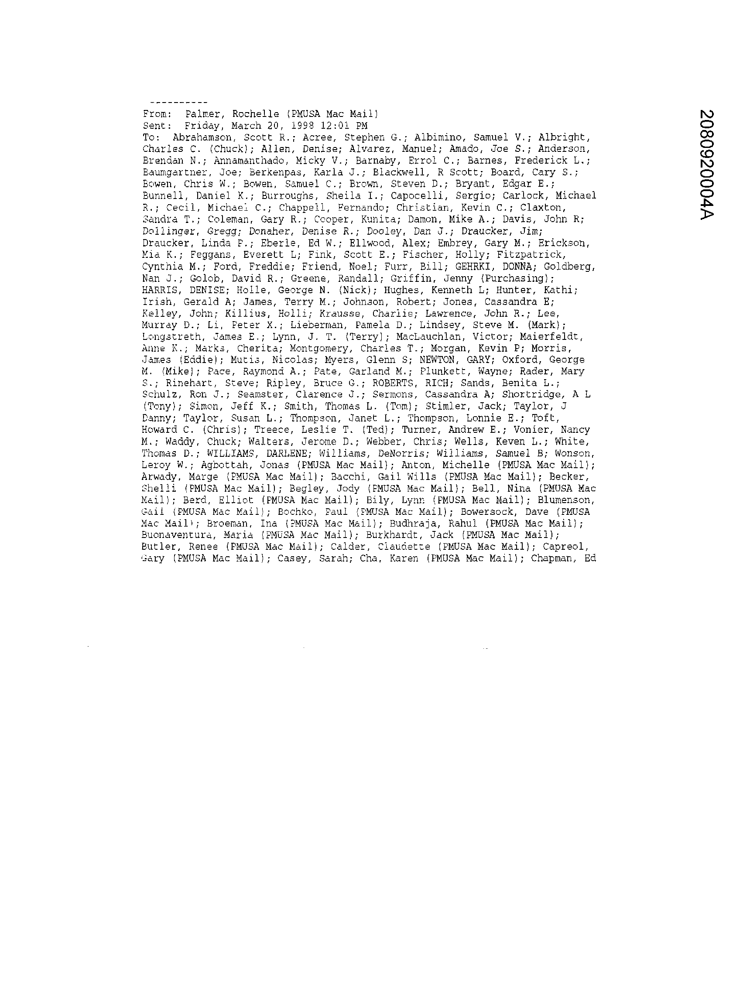 ----------
From: Palmer, Rochelle (PMUSA Mac Mail)
Sent: Friday, March 20, 1998 12:01 PM
To: Abrahamson, Scott R.; Acree, Stephen G.; Albimino, Samuel V.; Albright,
Charles C. (Chuck); Allen, Denise; Alvarez, Manuel; Amado, Joe S.; Anderson,
Brendan N.; Annamanthado, Micky V.; Barnaby, Errol C.; Barnes, Frederick L.;
Baumgartner, Joe; Berkenpas, Karla J.; Blackwell, R Scott; Board, Cary S.;
Bowen, Chris W.; Bowen, Samuel C.; Brown, Steven D.; Bryant, Edgar E.;
Bunnell, Daniel K.; Burroughs, Sheila I.; Capocelli, Sergio; Carlock, Michael
R.; Cecil, Michael C.; Chappell, Fernando; Christian, Kevin C.; Claxton,
Sandra T.; Coleman, Gary R.; Cooper, Kunita; Damon, Mike A.; Davis, John R;
Dollinger, Gregg; Donaher, Denise R.; Dooley, Dan J.; Draucker, Jim;
Draucker, Linda P.; Eberle, Ed W.; Ellwood, Alex; Embrey, Gary M.; Erickson,
Mia K.; Feggans, Everett L; Fink, Scott E.; Fischer, Holly; Fitzpatrick,
Cynthia M.; Ford, Freddie; Friend, Noel; Furr, Bill; GEHRKI, DONNA; Goldberg,
Nan J.; Golob, David R.; Greene, Randall; Griffin, Jenny (Purchasing);
HARRIS, DENISE; Holle, George N. (Nick); Hughes, Kenneth L; Hunter, Kathi;
Irish, Gerald A; James, Terry M.; Johnson, Robert; Jones, Cassandra E;
Kelley, John; Killius, Holli; Krausse, Charlie; Lawrence, John R.; Lee,
Murray D.; Li, Peter X.; Lieberman, Pamela D.; Lindsey, Steve M. (Mark);
Longstreth, James E.; Lynn, J. T. (Terry); MacLauchlan, Victor; Maierfeldt,
Anne K.; Marks, Cherita; Montgomery, Charles T.; Morgan, Kevin P; Morris,
James (Eddie); Mutis, Nicolas; Myers, Glenn S; NEWTON, GARY; Oxford, George
M. (Mike); Pace, Raymond A.; Pate, Garland M.; Plunkett, Wayne; Rader, Mary
S.; Rinehart, Steve; Ripley, Bruce G.; ROBERTS, RICH; Sands, Benita L.;
Schulz, Ron J.; Seamster, Clarence J.; Sermons, Cassandra A; Shortridge, A L
(Tony); Simon, Jeff K.; Smith, Thomas L. (Tom); Stimler, Jack; Taylor, J
Danny; Taylor, Susan L.; Thompson, Janet L.; Thompson, Lonnie E.; Toft,
Howard C. (Chris); Treece, Leslie T. (Ted); Turner, Andrew E.; Vonier, Nancy
M.; Waddy, Chuck; Walters, Jerome D.; Webber, Chris; Wells, Keven L.; White,
Thomas D.; WILLIAMS, DARLENE; Williams, DeNorris; Williams, Samuel B; Wonson,
Leroy W.; Agbottah, Jonas (PMUSA Mac Mail); Anton, Michelle (PMUSA Mac Mail);
Arwady, Marge (PMUSA Mac Mail); Bacchi, Gail Wills (PMUSA Mac Mail); Becker,
Shelli (PMUSA Mac Mail); Begley, Jody (PMUSA Mac Mail); Bell, Nina (PMUSA Mac
Mail); Berd, Elliot (PMUSA Mac Mail); Bily, Lynn (PMUSA Mac Mail); Blumenson,
Gail (PMUSA Mac Mail); Bochko, Paul (PMUSA Mac Mail); Bowersock, Dave (PMUSA
Mac Mail); Broeman, Ina (PMUSA Mac Mail); Budhraja, Rahul (PMUSA Mac Mail);
Buonaventura, Maria (PMUSA Mac Mail); Burkhardt, Jack (PMUSA Mac Mail);
Butler, Renee (PMUSA Mac Mail); Calder, Claudette (PMUSA Mac Mail); Capreol,
Gary (PMUSA Mac Mail); Casey, Sarah; Cha, Karen (PMUSA Mac Mail); Chapman, Ed
2080920004A